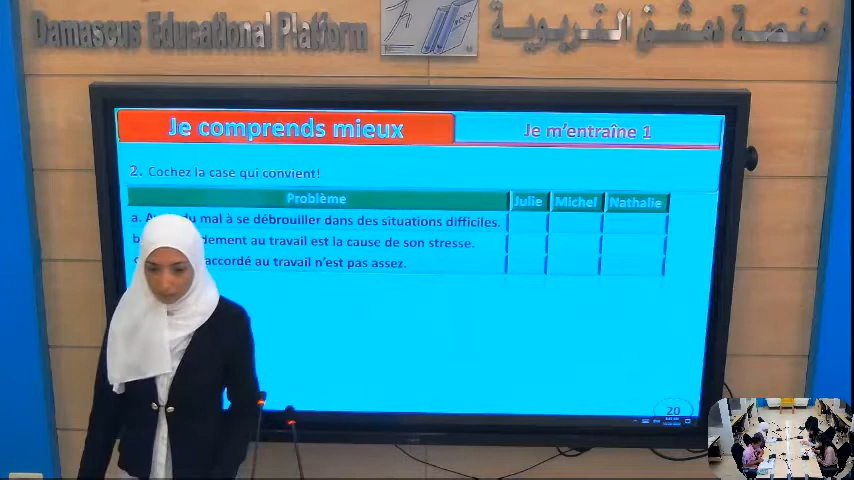 Damascus Educational Platform
منصة دمشق التربوية
Je comprends mieux
Je m'entraîne 1
2. Cochez la case qui convient!
Problème
Julie
Michel
Nathalie
a. du mal à se débrouiller dans des situations difficiles.
au travail est la cause de son stresse.
accordé au travail n'est pas assez.
20